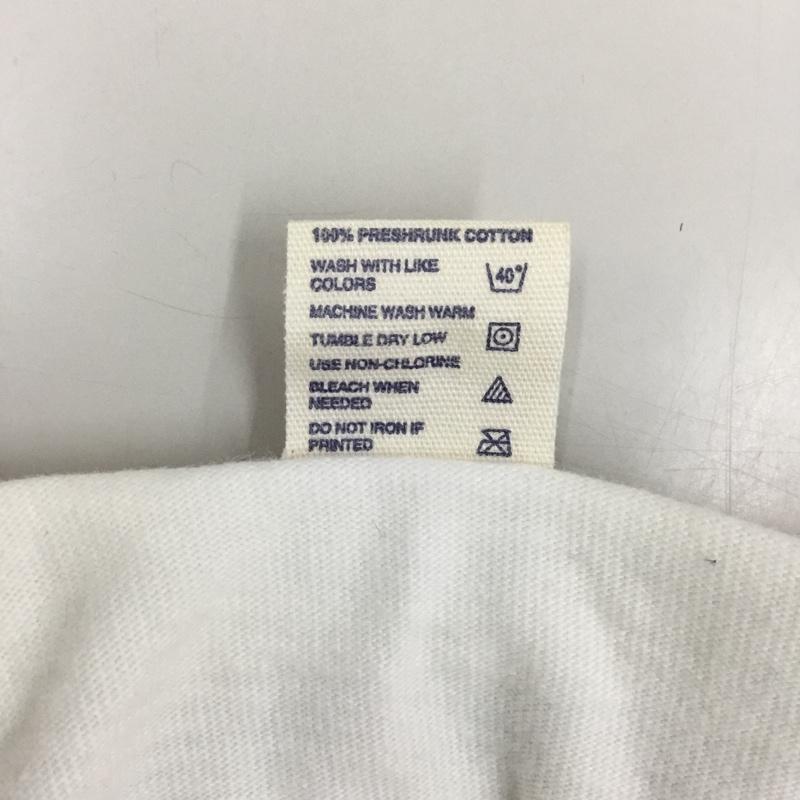 100% PRESHRUNK COTTON
WASH WITH LIKE
COLORS
40°
MACHINE WASH WARM
TUMBLE DRY LOW
USE NON-CHLORINE
BLEACH WHEN
NEEDED
DO NOT IRON IF
PRINTED